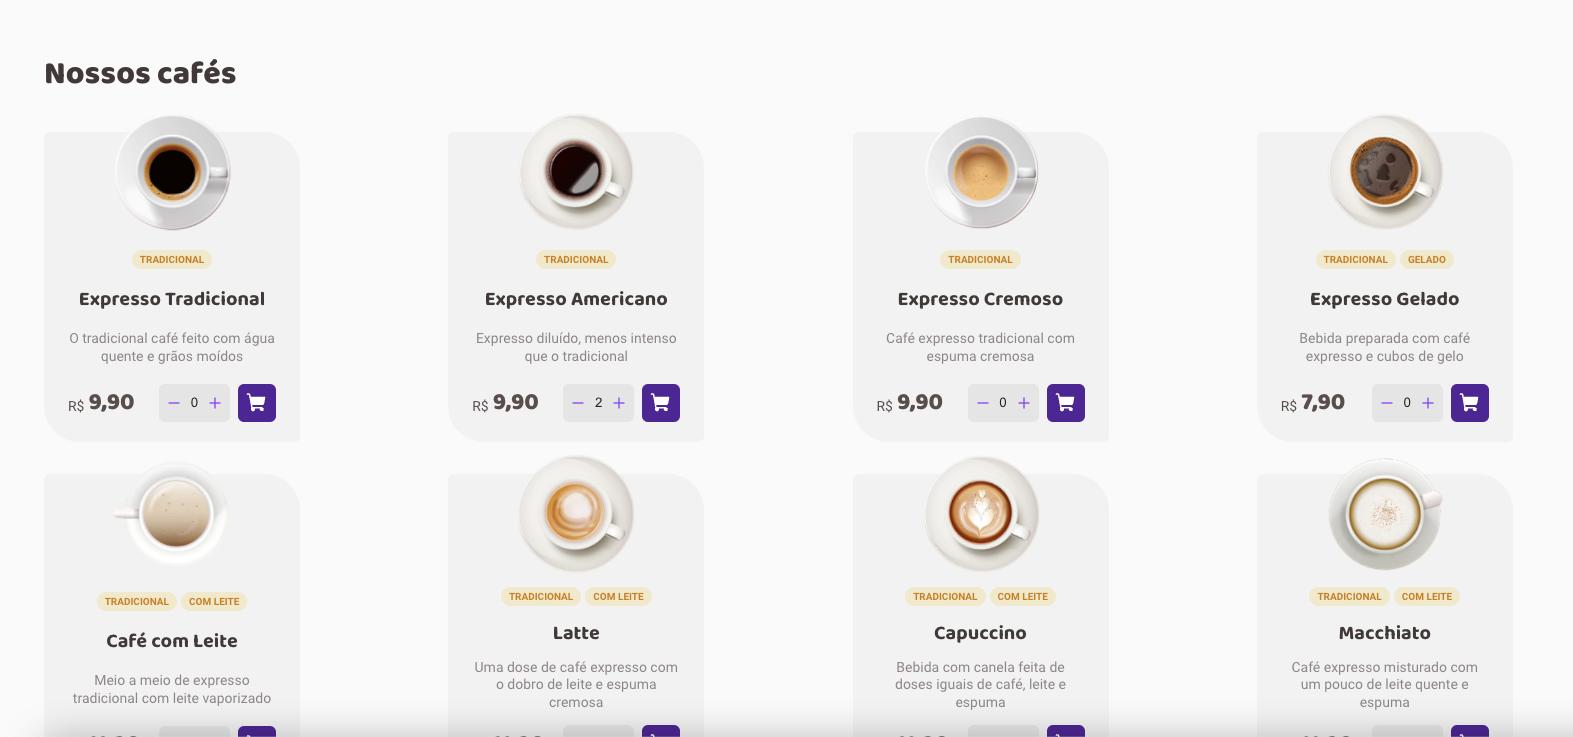 Nossos cafés
TRADICIONAL
Expresso Tradicional
O tradicional café feito com água
quente e grãos moídos
R$ 9,90
0
TRADICIONAL
Expresso Americano
Expresso diluído, menos intenso
que o tradicional
R$ 9,90
2
TRADICIONAL
Expresso Cremoso
Café expresso tradicional com
espuma cremosa
R$ 9,90
0
TRADICIONAL GELADO
Expresso Gelado
Bebida preparada com café
expresso e cubos de gelo
R$ 7,90
0
TRADICIONAL COM LEITE
Café com Leite
Meio a meio de expresso
tradicional com leite vaporizado
TRADICIONAL COM LEITE
Latte
Uma dose de café expresso com
o dobro de leite e espuma
cremosa
TRADICIONAL COM LEITE
Capuccino
Bebida com canela feita de
doses iguais de café, leite e
espuma
TRADICIONAL COM LEITE
Macchiato
Café expresso misturado com
um pouco de leite quente e
espuma